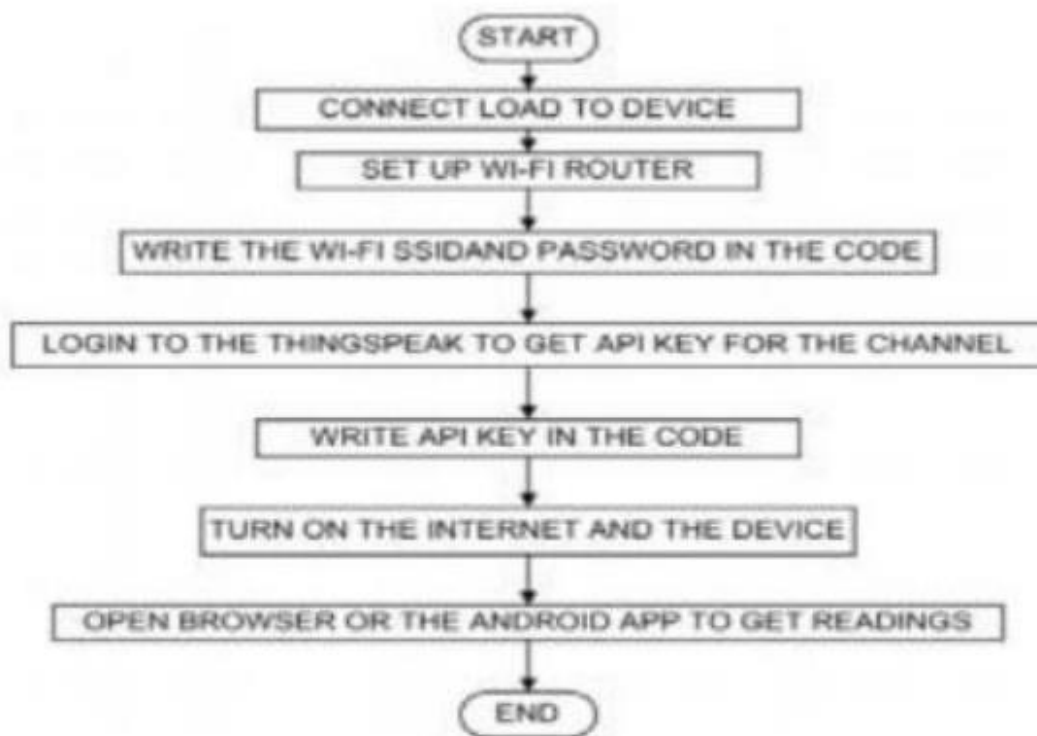 START
CONNECT LOAD TO DEVICE
SET UP WI-FI ROUTER
WRITE THE WI-FI SSIDAND PASSWORD IN THE CODE
LOGIN TO THE THINGSPEAK TO GET API KEY FOR THE CHANNEL
WRITE API KEY IN THE CODE
TURN ON THE INTERNET AND THE DEVICE
OPEN BROWSER OR THE ANDROID APP TO GET READINGS
END